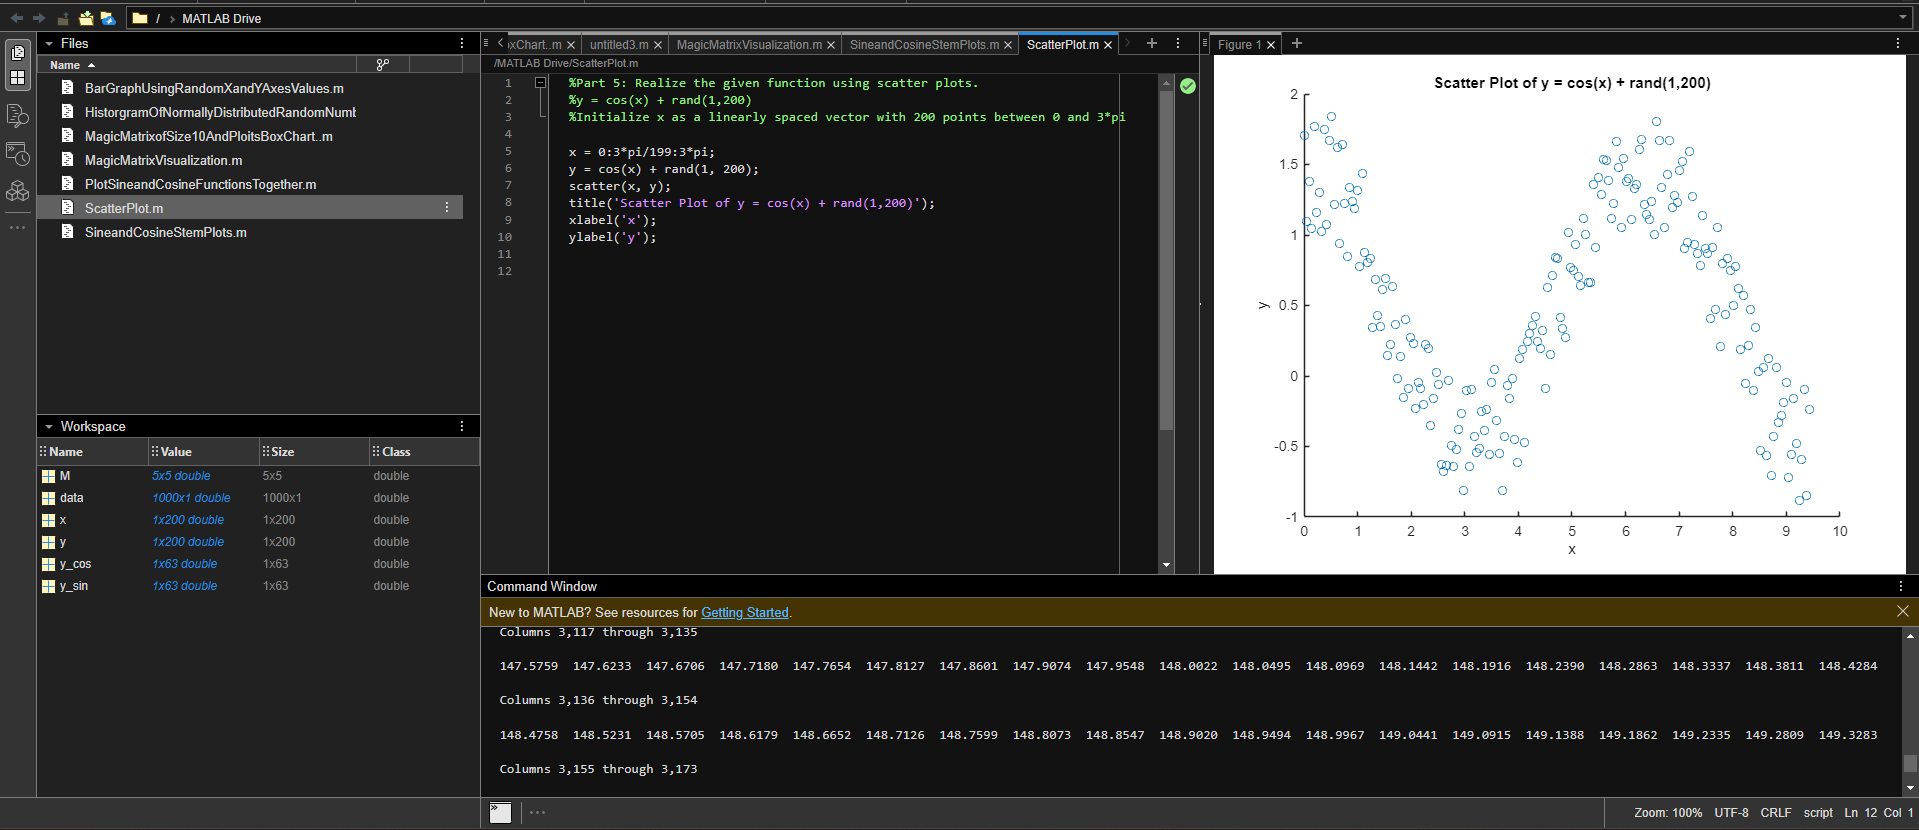 / › MATLAB Drive
Files
Name
BarGraphUsingRandomXandYAxesValues.m
HistorgramOfNormallyDistributedRandomNumt
MagicMatrixofSize10AndPloitsBoxChart..m
MagicMatrixVisualization.m
PlotSineandCosineFunctionsTogether.m
ScatterPlot.m
SineandCosineStemPlots.m
Workspace
Name Value Size Class
M 5x5 double 5x5 double
data 1000x1 double 1000x1 double
x 1x200 double 1x200 double
y 1x200 double 1x200 double
y_cos 1x63 double 1x63 double
y_sin 1x63 double 1x63 double
xChart..m × untitled3.m × MagicMatrixVisualization.m × SineandCosineStemPlots.m × ScatterPlot.m ×
/MATLAB Drive/ScatterPlot.m
1 %Part 5: Realize the given function using scatter plots.
2 %y = cos(x) + rand(1,200)
3 %Initialize x as a linearly spaced vector with 200 points between 0 and 3*pi
4
5 x = 0:3*pi/199:3*pi;
6 y = cos(x) + rand(1, 200);
7 scatter(x, y);
8 title('Scatter Plot of y = cos(x) + rand(1,200)');
9 xlabel('x');
10 ylabel('y');
11
12
Figure 1 ×
Scatter Plot of y = cos(x) + rand(1,200)
2
1.5
1
0.5
0
-0.5
-1
y
0 1 2 3 4 5 6 7 8 9 10
x
Command Window
New to MATLAB? See resources for Getting Started.
Columns 3,117 through 3,135
147.5759 147.6233 147.6706 147.7180 147.7654 147.8127 147.8601 147.9074 147.9548 148.0022 148.0495 148.0969 148.1442 148.1916 148.2390 148.2863 148.3337 148.3811 148.4284
Columns 3,136 through 3,154
148.4758 148.5231 148.5705 148.6179 148.6652 148.7126 148.7599 148.8073 148.8547 148.9020 148.9494 148.9967 149.0441 149.0915 149.1388 149.1862 149.2335 149.2809 149.3283
Columns 3,155 through 3,173
Zoom: 100% UTF-8 CRLF script Ln 12 Col 1